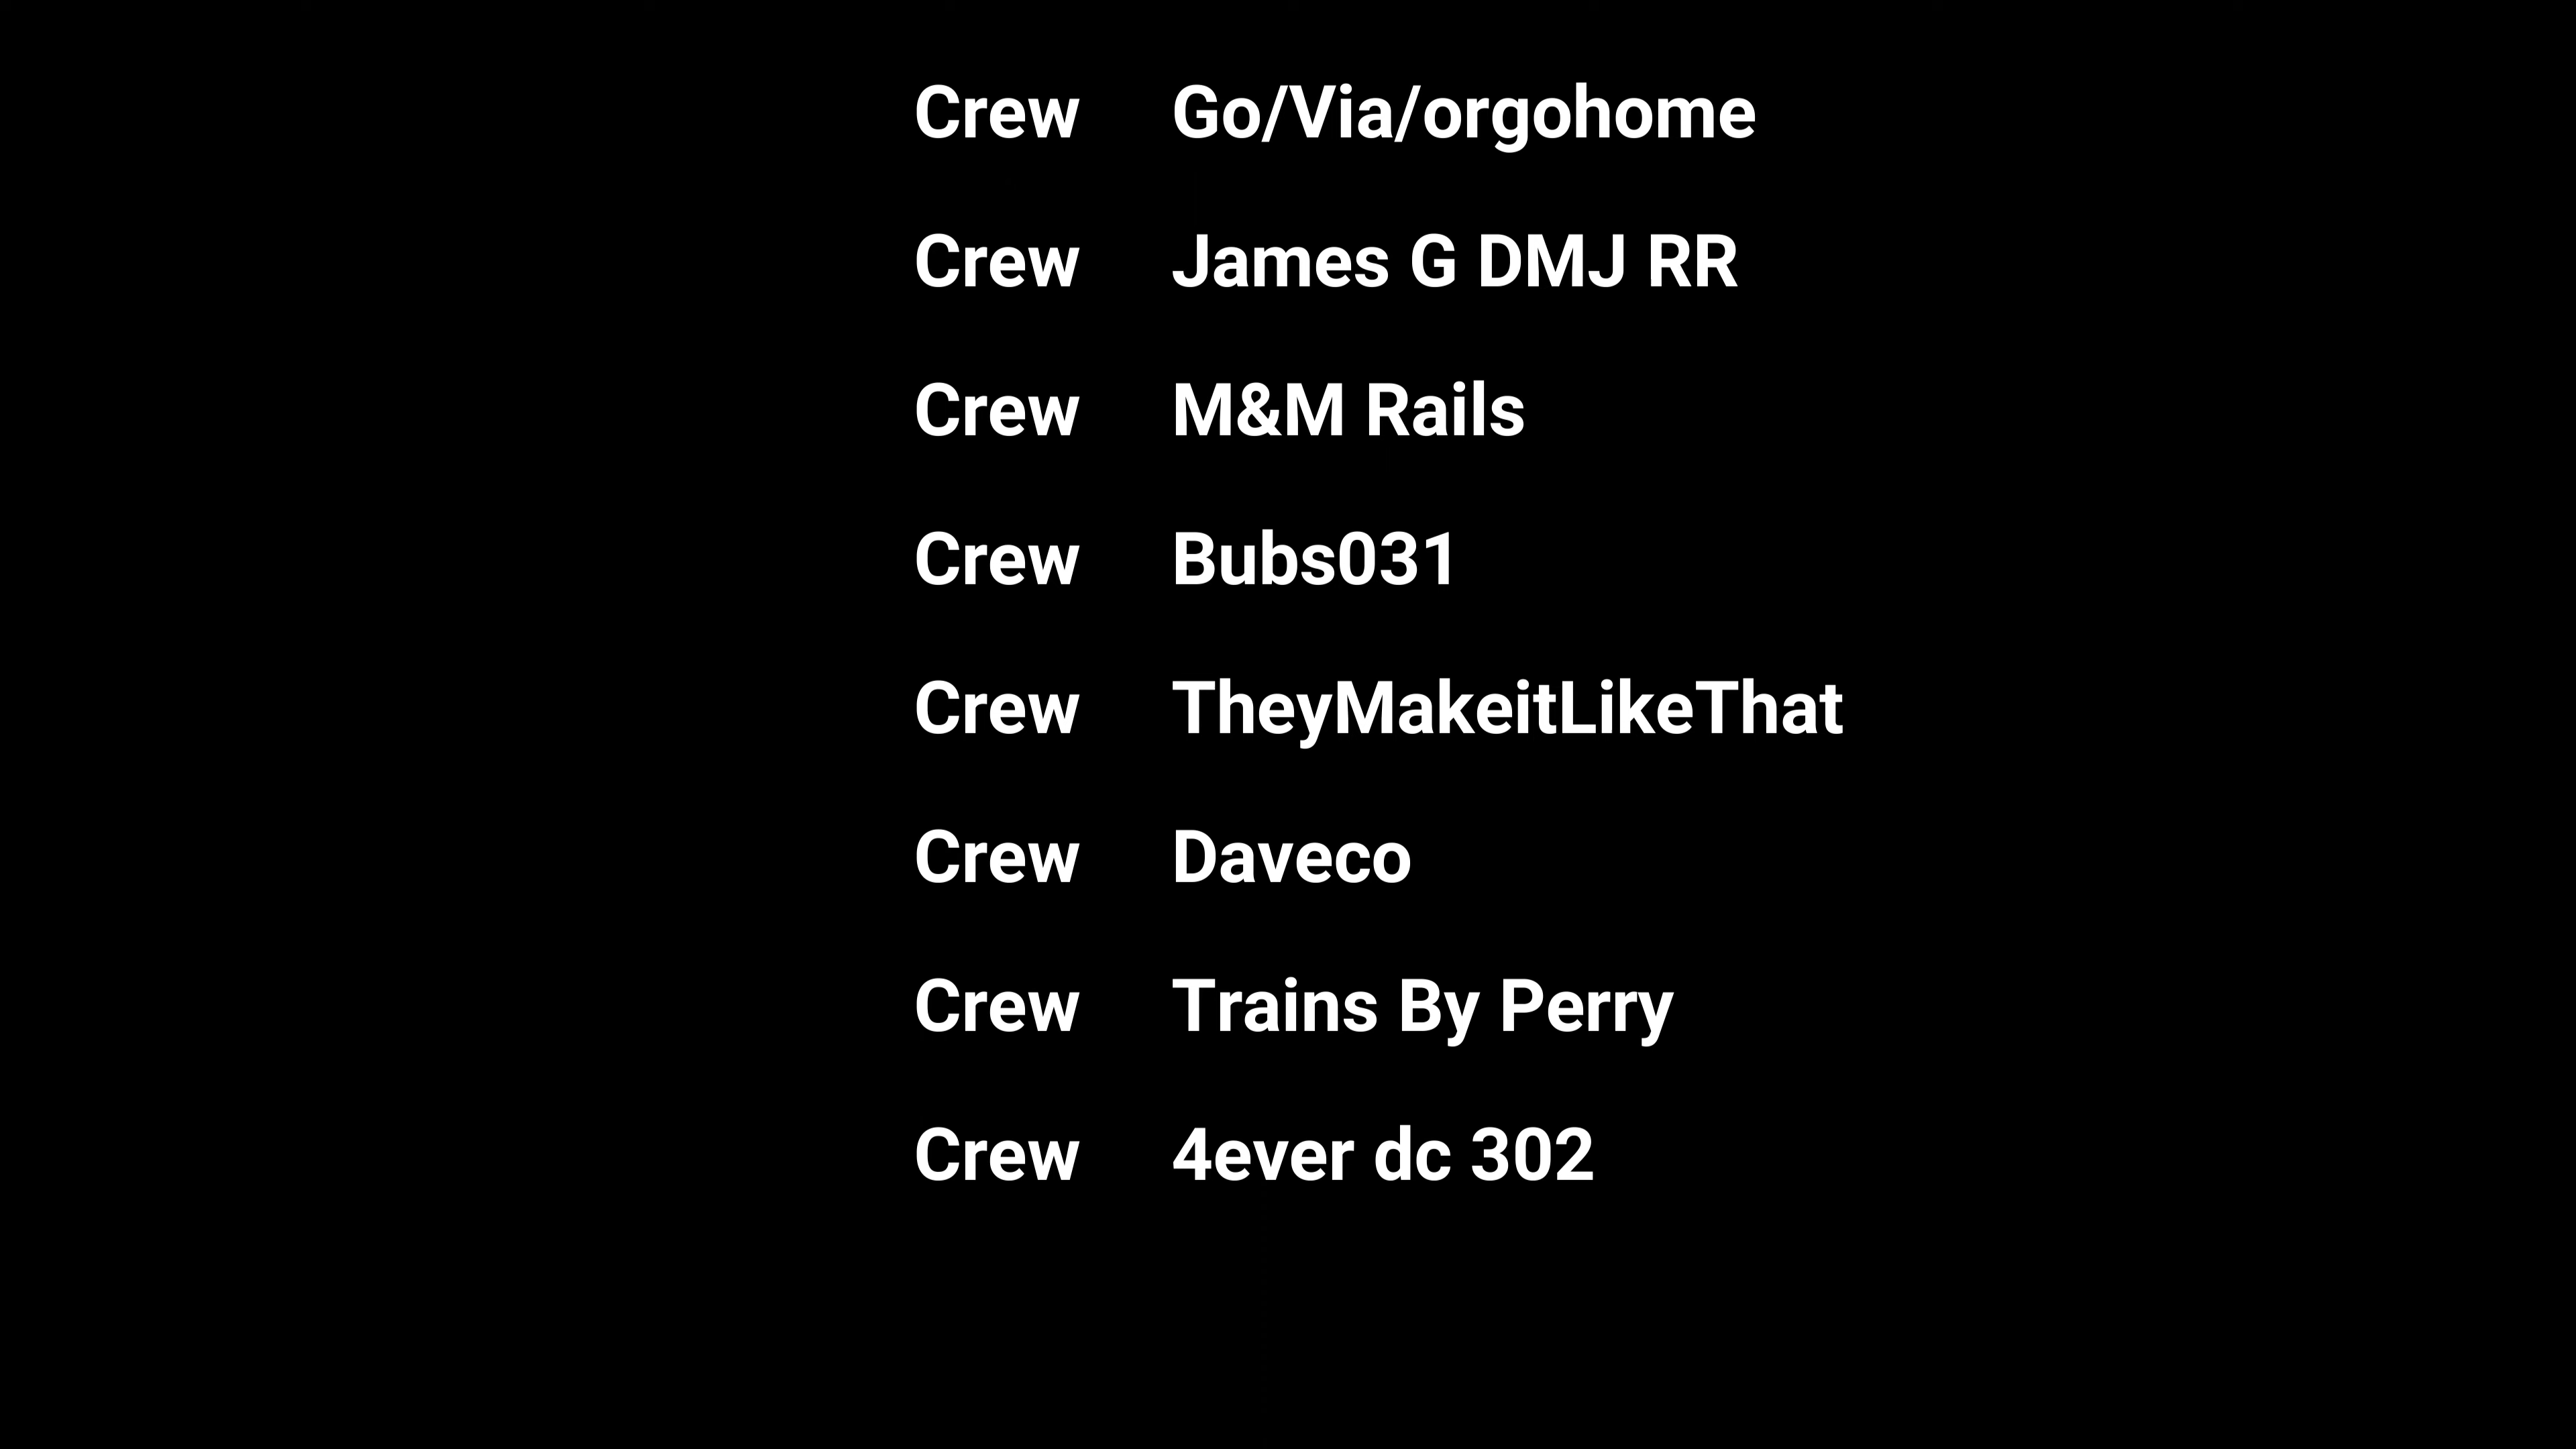 Crew Go/Via/orgohome
Crew James G DMJ RR
Crew M&M Rails
Crew Bubs031
Crew TheyMakeitLikeThat
Crew Daveco
Crew Trains By Perry
Crew 4ever dc 302